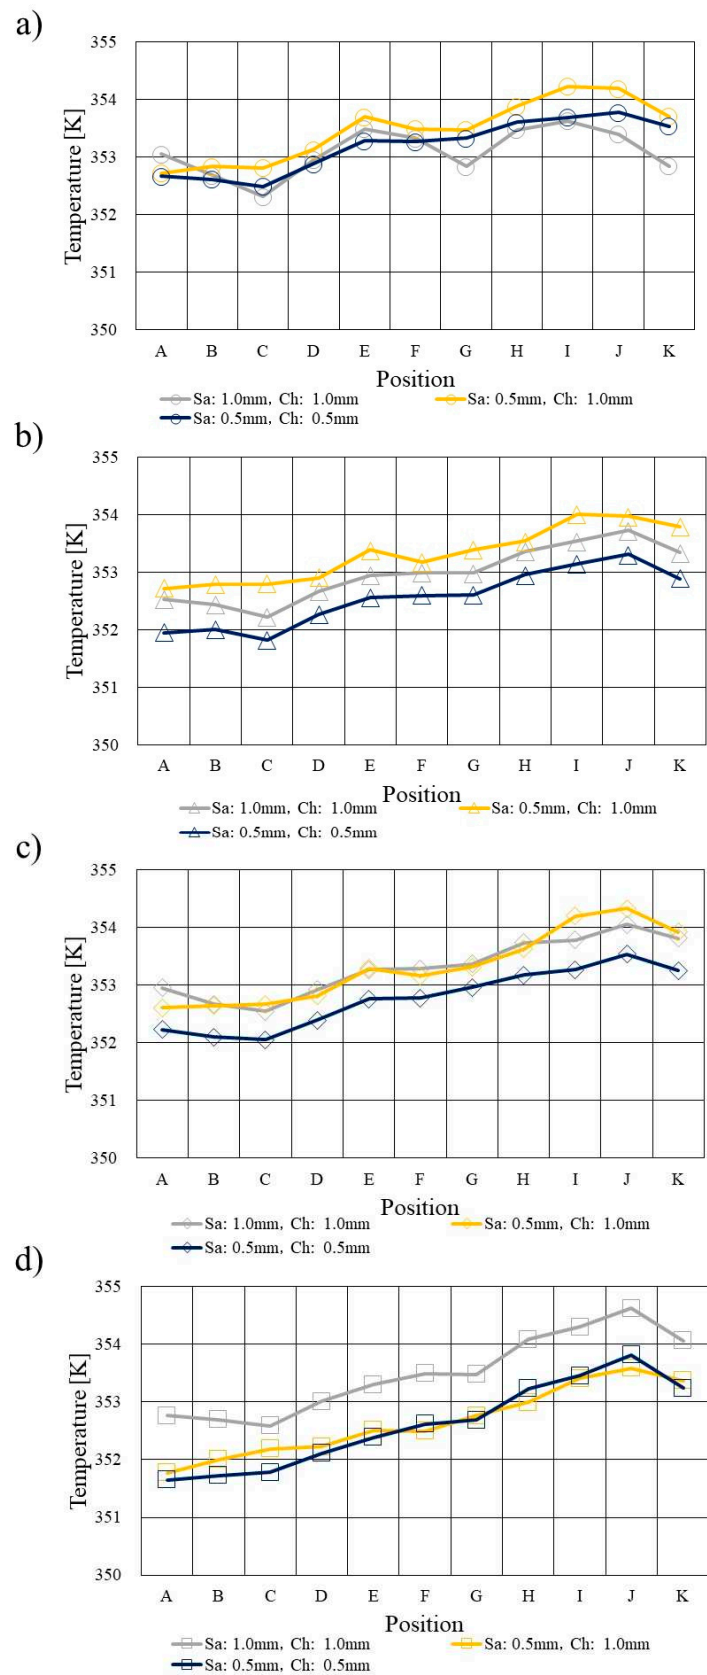 a)
Temperature [K]
355
354
353
352
351
350
A B C D E F G H I J K
Position
Sa: 1.0mm, Ch: 1.0mm Sa: 0.5mm, Ch: 1.0mm
Sa: 0.5mm, Ch: 0.5mm
b)
Temperature [K]
355
354
353
352
351
350
A B C D E F G H I J K
Position
Sa: 1.0mm, Ch: 1.0mm Sa: 0.5mm, Ch: 1.0mm
Sa: 0.5mm, Ch: 0.5mm
c)
Temperature [K]
355
354
353
352
351
350
A B C D E F G H I J K
Position
Sa: 1.0mm, Ch: 1.0mm Sa: 0.5mm, Ch: 1.0mm
Sa: 0.5mm, Ch: 0.5mm
d)
Temperature [K]
355
354
353
352
351
350
A B C D E F G H I J K
Position
Sa: 1.0mm, Ch: 1.0mm Sa: 0.5mm, Ch: 1.0mm
Sa: 0.5mm, Ch: 0.5mm